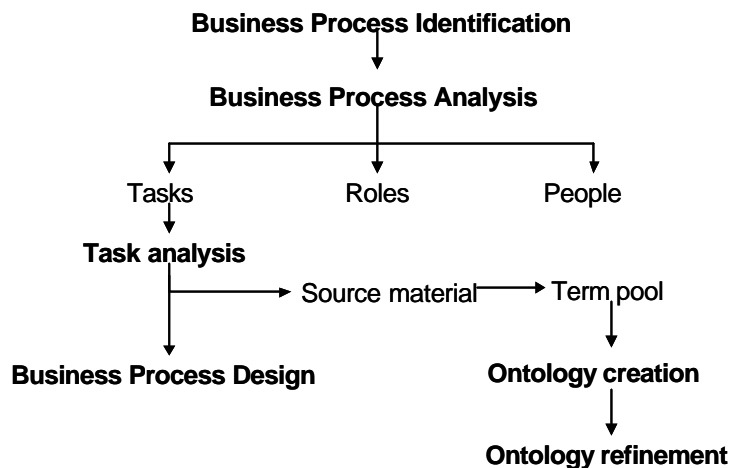 Business Process Identification
Business Process Analysis
Tasks
Roles
People
Task analysis
Source material
Term pool
Business Process Design
Ontology creation
Ontology refinement